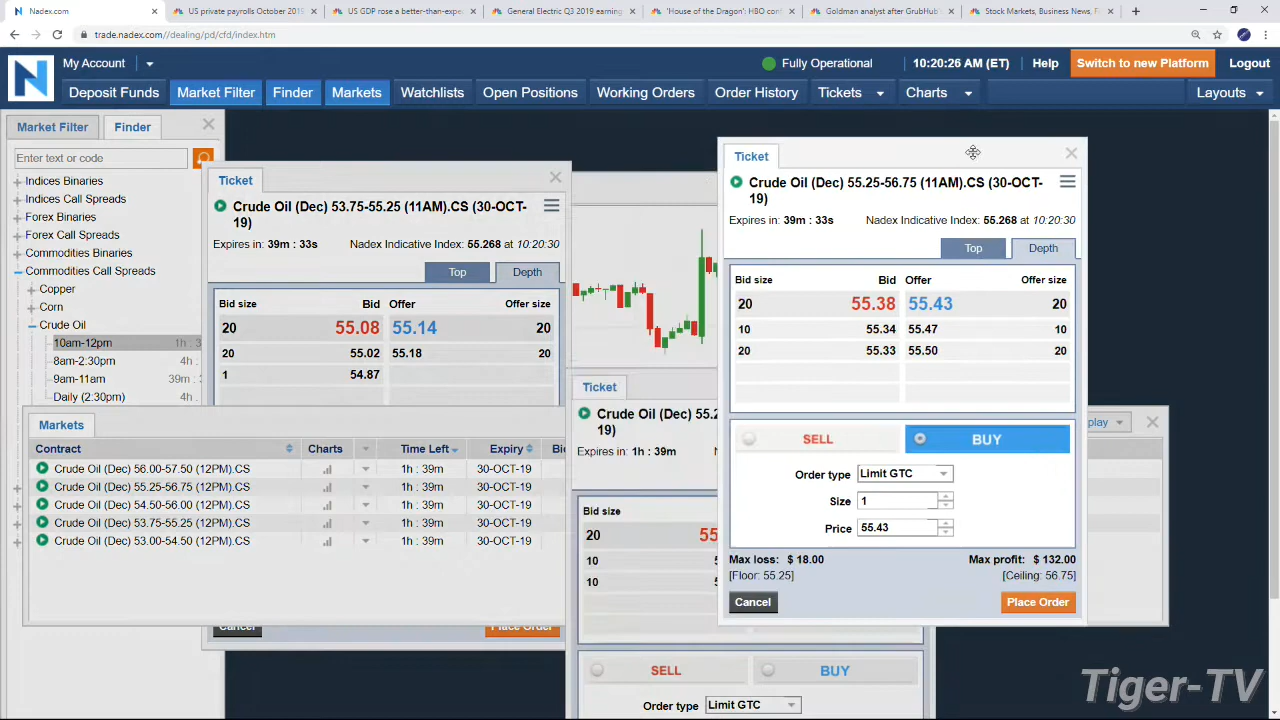 Nadex.com
US private payrolls October 2019
US GDP rose a better-than-expe
General Electric Q3 2019 earning
'House of the Dragon': HBO con
Goldman analyst after GrubHub
Stock Markets, Business News, F
trade.nadex.com/dealing/pd/cfd/index.htm
My Account
Fully Operational
10:20:26 AM (ET)
Help
Switch to new Platform
Logout
Deposit Funds
Market Filter
Finder
Markets
Watchlists
Open Positions
Working Orders
Order History
Tickets
Charts
Layouts
Market Filter
Finder
Enter text or code
Indices Binaries
Indices Call Spreads
Forex Binaries
Forex Call Spreads
Commodities Binaries
Commodities Call Spreads
Copper
Corn
Crude Oil
10am-12pm 1h : 3
8am-2:30pm 4h :
9am-11am 39m :
Daily (2:30pm) 4h :
Ticket
Crude Oil (Dec) 53.75-55.25 (11AM).CS (30-OCT-
19)
Expires in: 39m : 33s Nadex Indicative Index: 55.268 at 10:20:30
Top Depth
Bid size Bid Offer Offer size
20 55.08 55.14 20
20 55.02 55.18 20
1 54.87
Cancel Place Order
Markets
Contract Charts Time Left Expiry Bi
Crude Oil (Dec) 56.00-57.50 (12PM).CS 1h : 39m 30-OCT-19
Crude Oil (Dec) 55.25-56.75 (12PM).CS 1h : 39m 30-OCT-19
Crude Oil (Dec) 54.50-56.00 (12PM).CS 1h : 39m 30-OCT-19
Crude Oil (Dec) 53.75-55.25 (12PM).CS 1h : 39m 30-OCT-19
Crude Oil (Dec) 53.00-54.50 (12PM).CS 1h : 39m 30-OCT-19
Ticket
Crude Oil (Dec) 55.2
19)
Expires in: 1h : 39m
Bid size
20 55
10
10
SELL BUY
Order type Limit GTC
Ticket
Crude Oil (Dec) 55.25-56.75 (11AM).CS (30-OCT-
19)
Expires in: 39m : 33s Nadex Indicative Index: 55.268 at 10:20:30
Top Depth
Bid size Bid Offer Offer size
20 55.38 55.43 20
10 55.34 55.47 10
20 55.33 55.50 20
SELL BUY
Order type Limit GTC
Size 1
Price 55.43
Max loss: $ 18.00 Max profit: $ 132.00
[Floor: 55.25] [Ceiling: 56.75]
Cancel Place Order
play
Tiger-TV